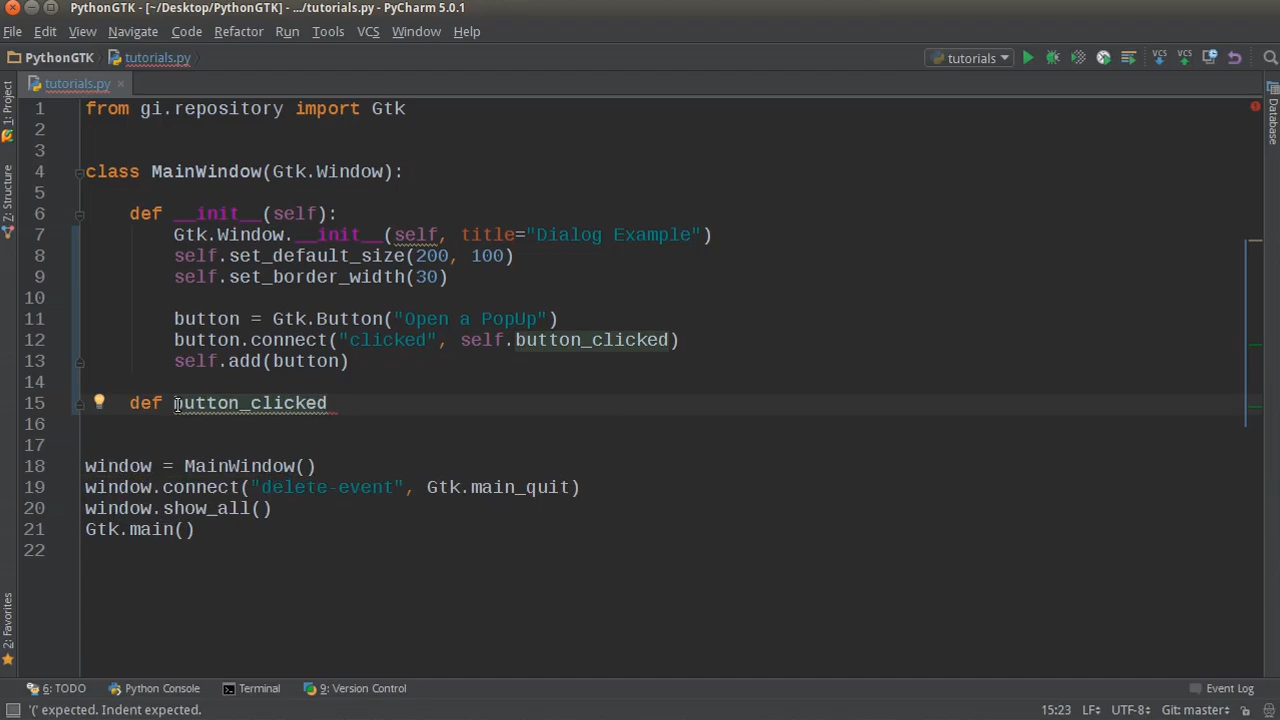 PythonGTK - [~/Desktop/PythonGTK] - .../tutorials.py - PyCharm 5.0.1
File Edit View Navigate Code Refactor Run Tools VCS Window Help
PythonGTK tutorials.py tutorials VCS VCS
tutorials.py
1: Project
7: Structure
2: Favorites
Database
1 from gi.repository import Gtk
2
3
4 class MainWindow(Gtk.Window):
5
6 def __init__(self):
7 Gtk.Window.__init__(self, title="Dialog Example")
8 self.set_default_size(200, 100)
9 self.set_border_width(30)
10
11 button = Gtk.Button("Open a PopUp")
12 button.connect("clicked", self.button_clicked)
13 self.add(button)
14
15 def button_clicked
16
17
18 window = MainWindow()
19 window.connect("delete-event", Gtk.main_quit)
20 window.show_all()
21 Gtk.main()
22
6: TODO Python Console Terminal 9: Version Control Event Log
'(' expected. Indent expected. 15:23 LF UTF-8 Git: master